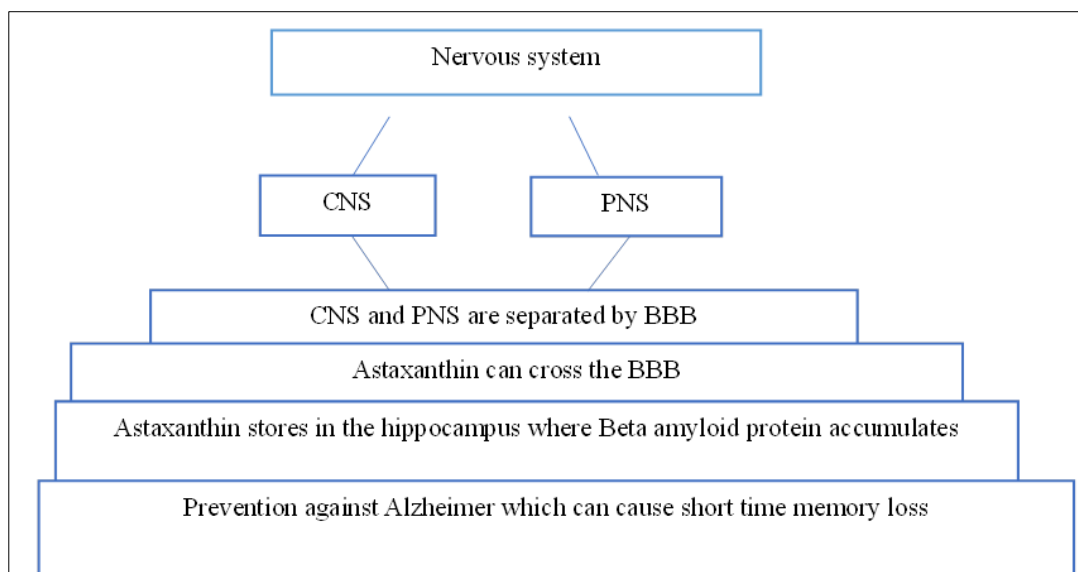 Nervous system
CNS
PNS
CNS and PNS are separated by BBB
Astaxanthin can cross the BBB
Astaxanthin stores in the hippocampus where Beta amyloid protein accumulates
Prevention against Alzheimer which can cause short time memory loss